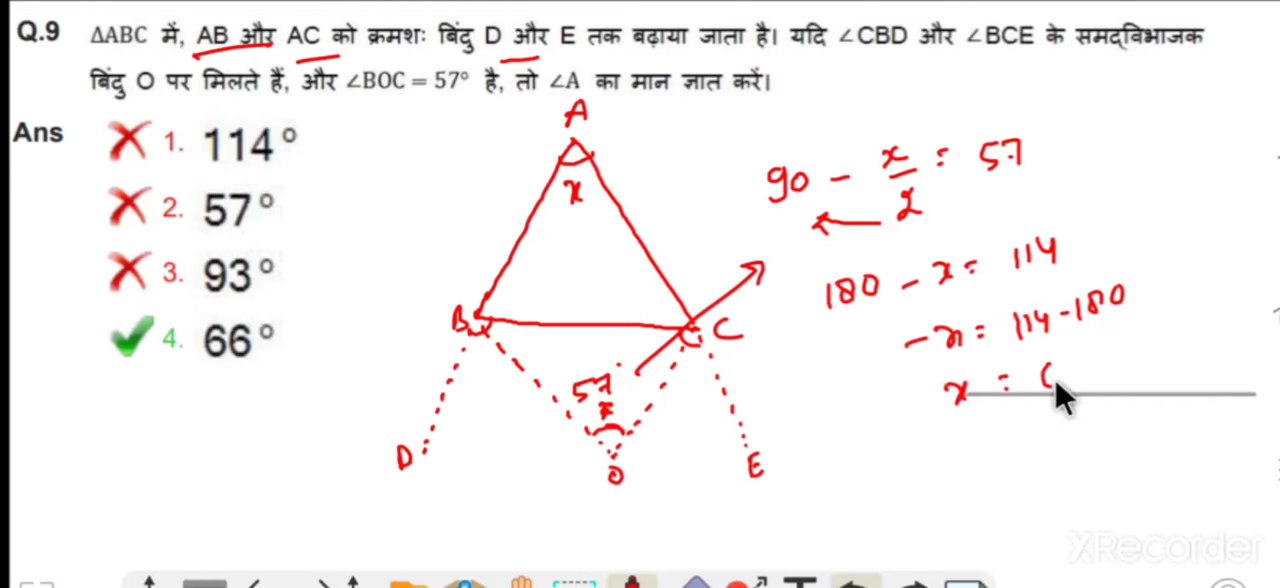 Q.9 ΔABC में, AB और AC को क्रमशः बिंदु D और E तक बढ़ाया जाता है। यदि ∠CBD और ∠BCE के समद्विभाजक
बिंदु O पर मिलते हैं, और ∠BOC = 57° है, तो ∠A का मान ज्ञात करें।
Ans
1. 114°
2. 57°
3. 93°
4. 66°
A
x
B
C
57
D
O
E
90 - x/2 = 57
180 - x = 114
-x = 114-180
x =
XRecorder